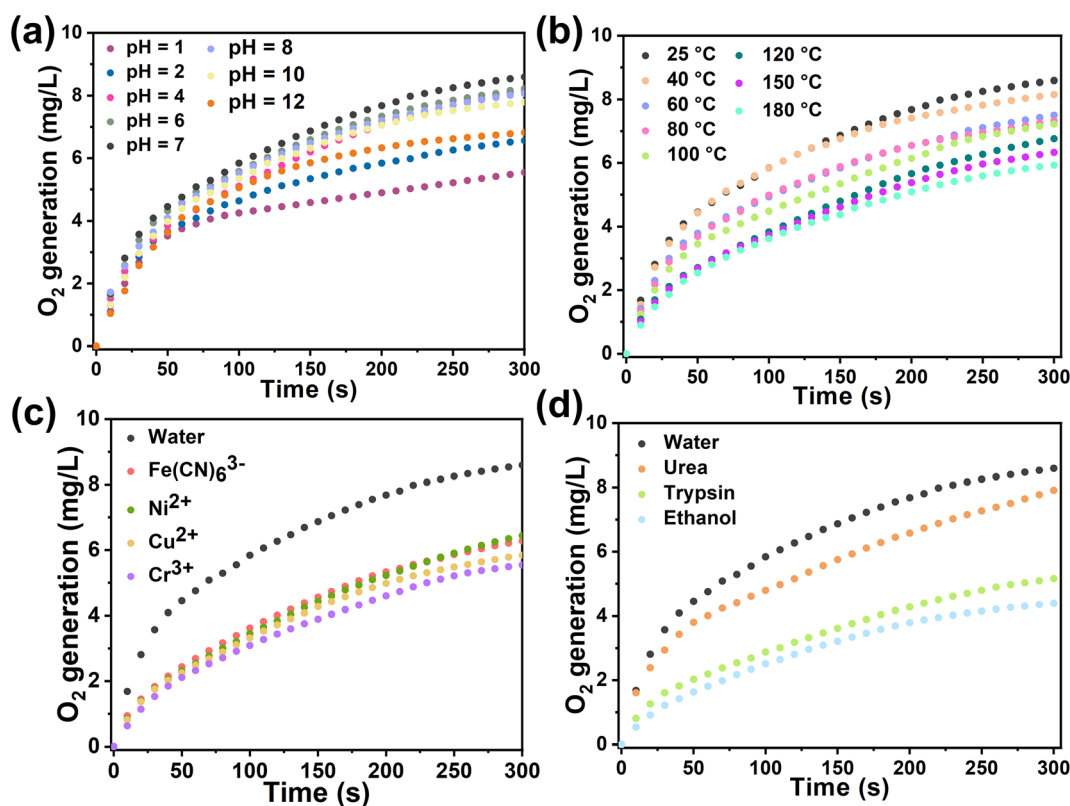 (a)
pH = 1
pH = 2
pH = 4
pH = 6
pH = 7
pH = 8
pH = 10
pH = 12
O2 generation (mg/L)
0
2
4
6
8
10
0 50 100 150 200 250 300
Time (s)
(b)
25 °C
40 °C
60 °C
80 °C
100 °C
120 °C
150 °C
180 °C
O2 generation (mg/L)
0
2
4
6
8
10
0 50 100 150 200 250 300
Time (s)
(c)
Water
Fe(CN)6 3-
Ni2+
Cu2+
Cr3+
O2 generation (mg/L)
0
2
4
6
8
10
0 50 100 150 200 250 300
Time (s)
(d)
Water
Urea
Trypsin
Ethanol
O2 generation (mg/L)
0
2
4
6
8
10
0 50 100 150 200 250 300
Time (s)